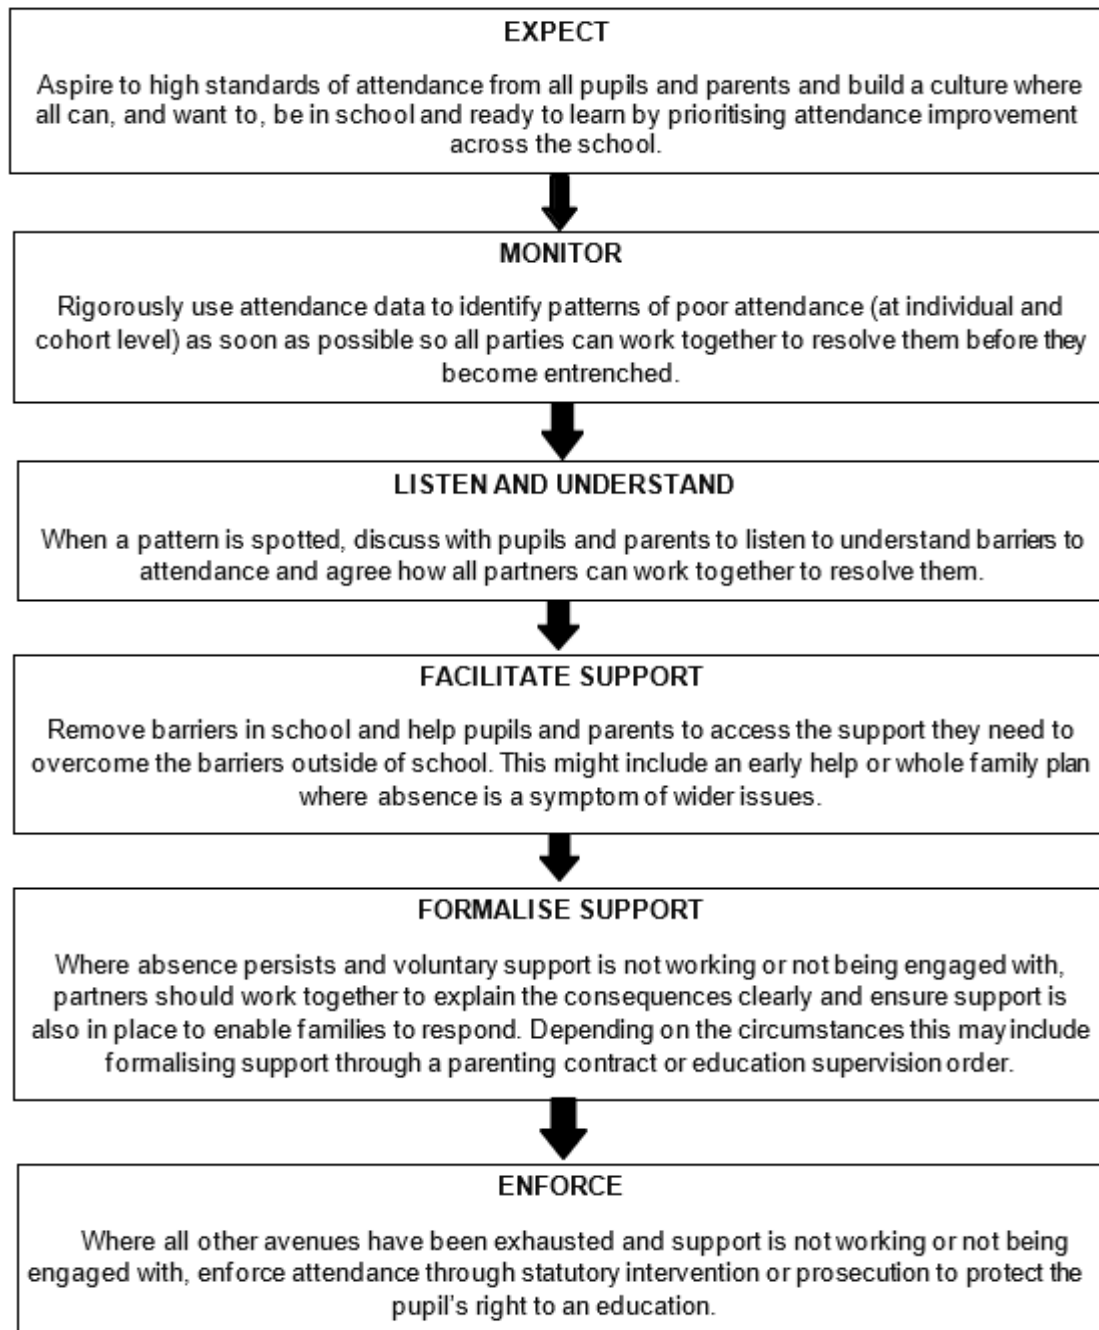 EXPECT
Aspire to high standards of attendance from all pupils and parents and build a culture where
all can, and want to, be in school and ready to learn by prioritising attendance improvement
across the school.
MONITOR
Rigorously use attendance data to identify patterns of poor attendance (at individual and
cohort level) as soon as possible so all parties can work together to resolve them before they
become entrenched.
LISTEN AND UNDERSTAND
When a pattern is spotted, discuss with pupils and parents to listen to understand barriers to
attendance and agree how all partners can work together to resolve them.
FACILITATE SUPPORT
Remove barriers in school and help pupils and parents to access the support they need to
overcome the barriers outside of school. This might include an early help or whole family plan
where absence is a symptom of wider issues.
FORMALISE SUPPORT
Where absence persists and voluntary support is not working or not being engaged with,
partners should work together to explain the consequences clearly and ensure support is
also in place to enable families to respond. Depending on the circumstances this may include
formalising support through a parenting contract or education supervision order.
ENFORCE
Where all other avenues have been exhausted and support is not working or not being
engaged with, enforce attendance through statutory intervention or prosecution to protect the
pupil's right to an education.